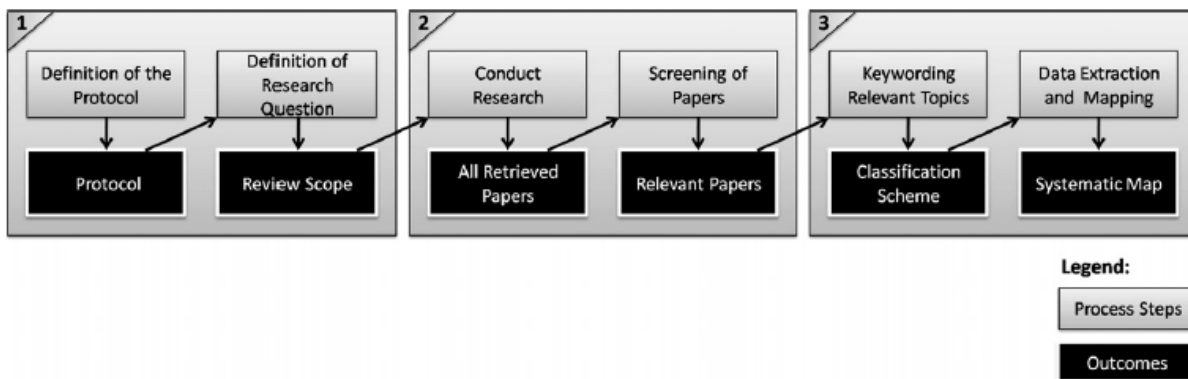 1
Definition of the
Protocol
Definition of
Research
Question
Protocol
Review Scope
2
Conduct
Research
Screening of
Papers
All Retrieved
Papers
Relevant Papers
3
Keywording
Relevant Topics
Data Extraction
and Mapping
Classification
Scheme
Systematic Map
Legend:
Process Steps
Outcomes